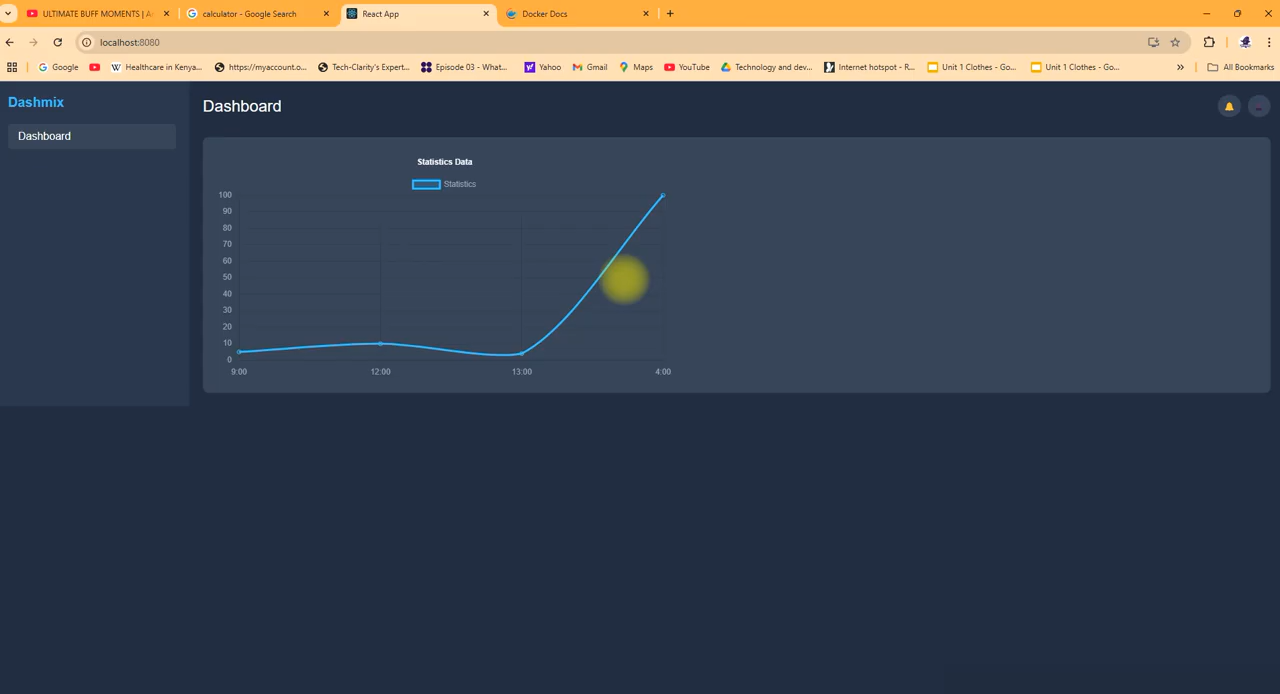 ULTIMATE BUFF MOMENTS | A
calculator - Google Search
React App
Docker Docs
localhost:8080
Google
Healthcare in Kenya...
https://myaccount.o...
Tech-Clarity's Expert...
Episode 03 - What...
Yahoo
Gmail
Maps
YouTube
Technology and dev...
Internet hotspot - R...
Unit 1 Clothes - Go...
Unit 1 Clothes - Go...
»
All Bookmarks
Dashmix
Dashboard
Dashboard
Statistics Data
Statistics
100
90
80
70
60
50
40
30
20
10
0
9:00 12:00 13:00 4:00